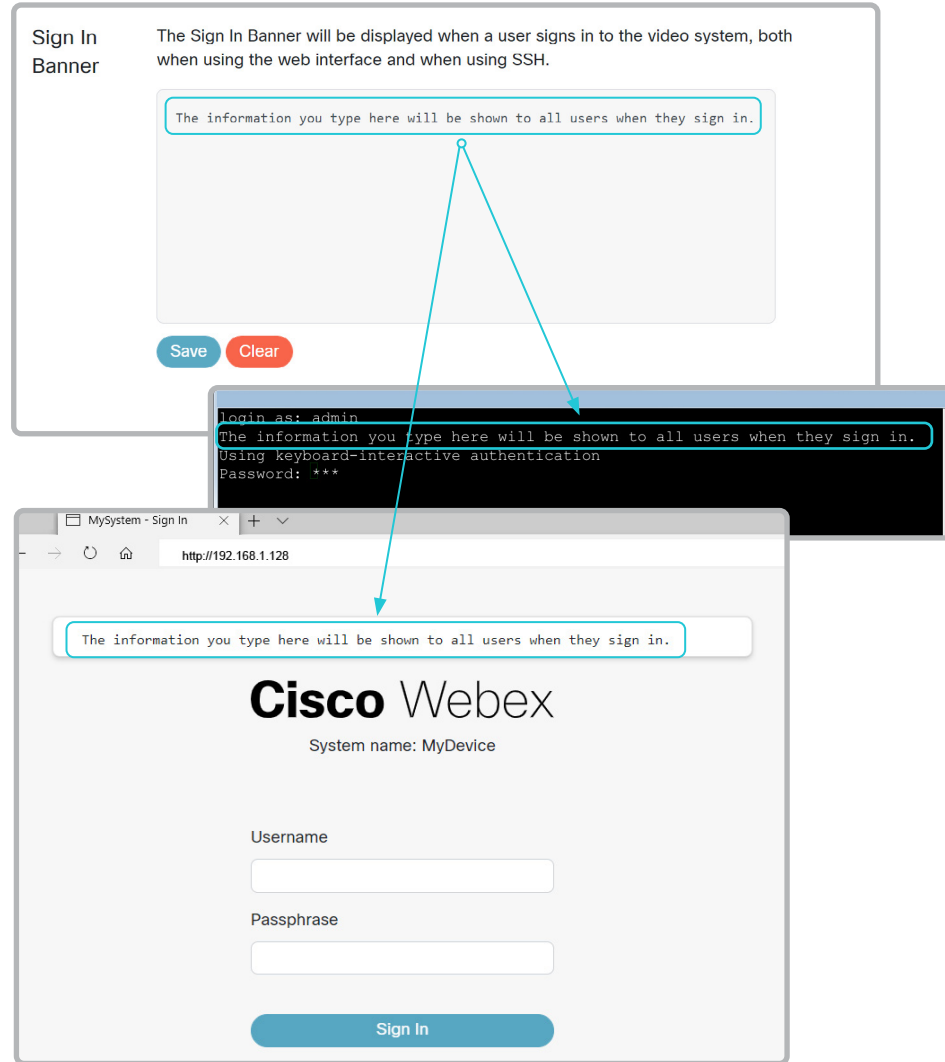 Sign In
Banner
The Sign In Banner will be displayed when a user signs in to the video system, both
when using the web interface and when using SSH.
The information you type here will be shown to all users when they sign in.
Save
Clear
login as: admin
The information you type here will be shown to all users when they sign in.
Using keyboard-interactive authentication
Password: ***
MySystem - Sign In
http://192.168.1.128
The information you type here will be shown to all users when they sign in.
Cisco Webex
System name: MyDevice
Username
Passphrase
Sign In